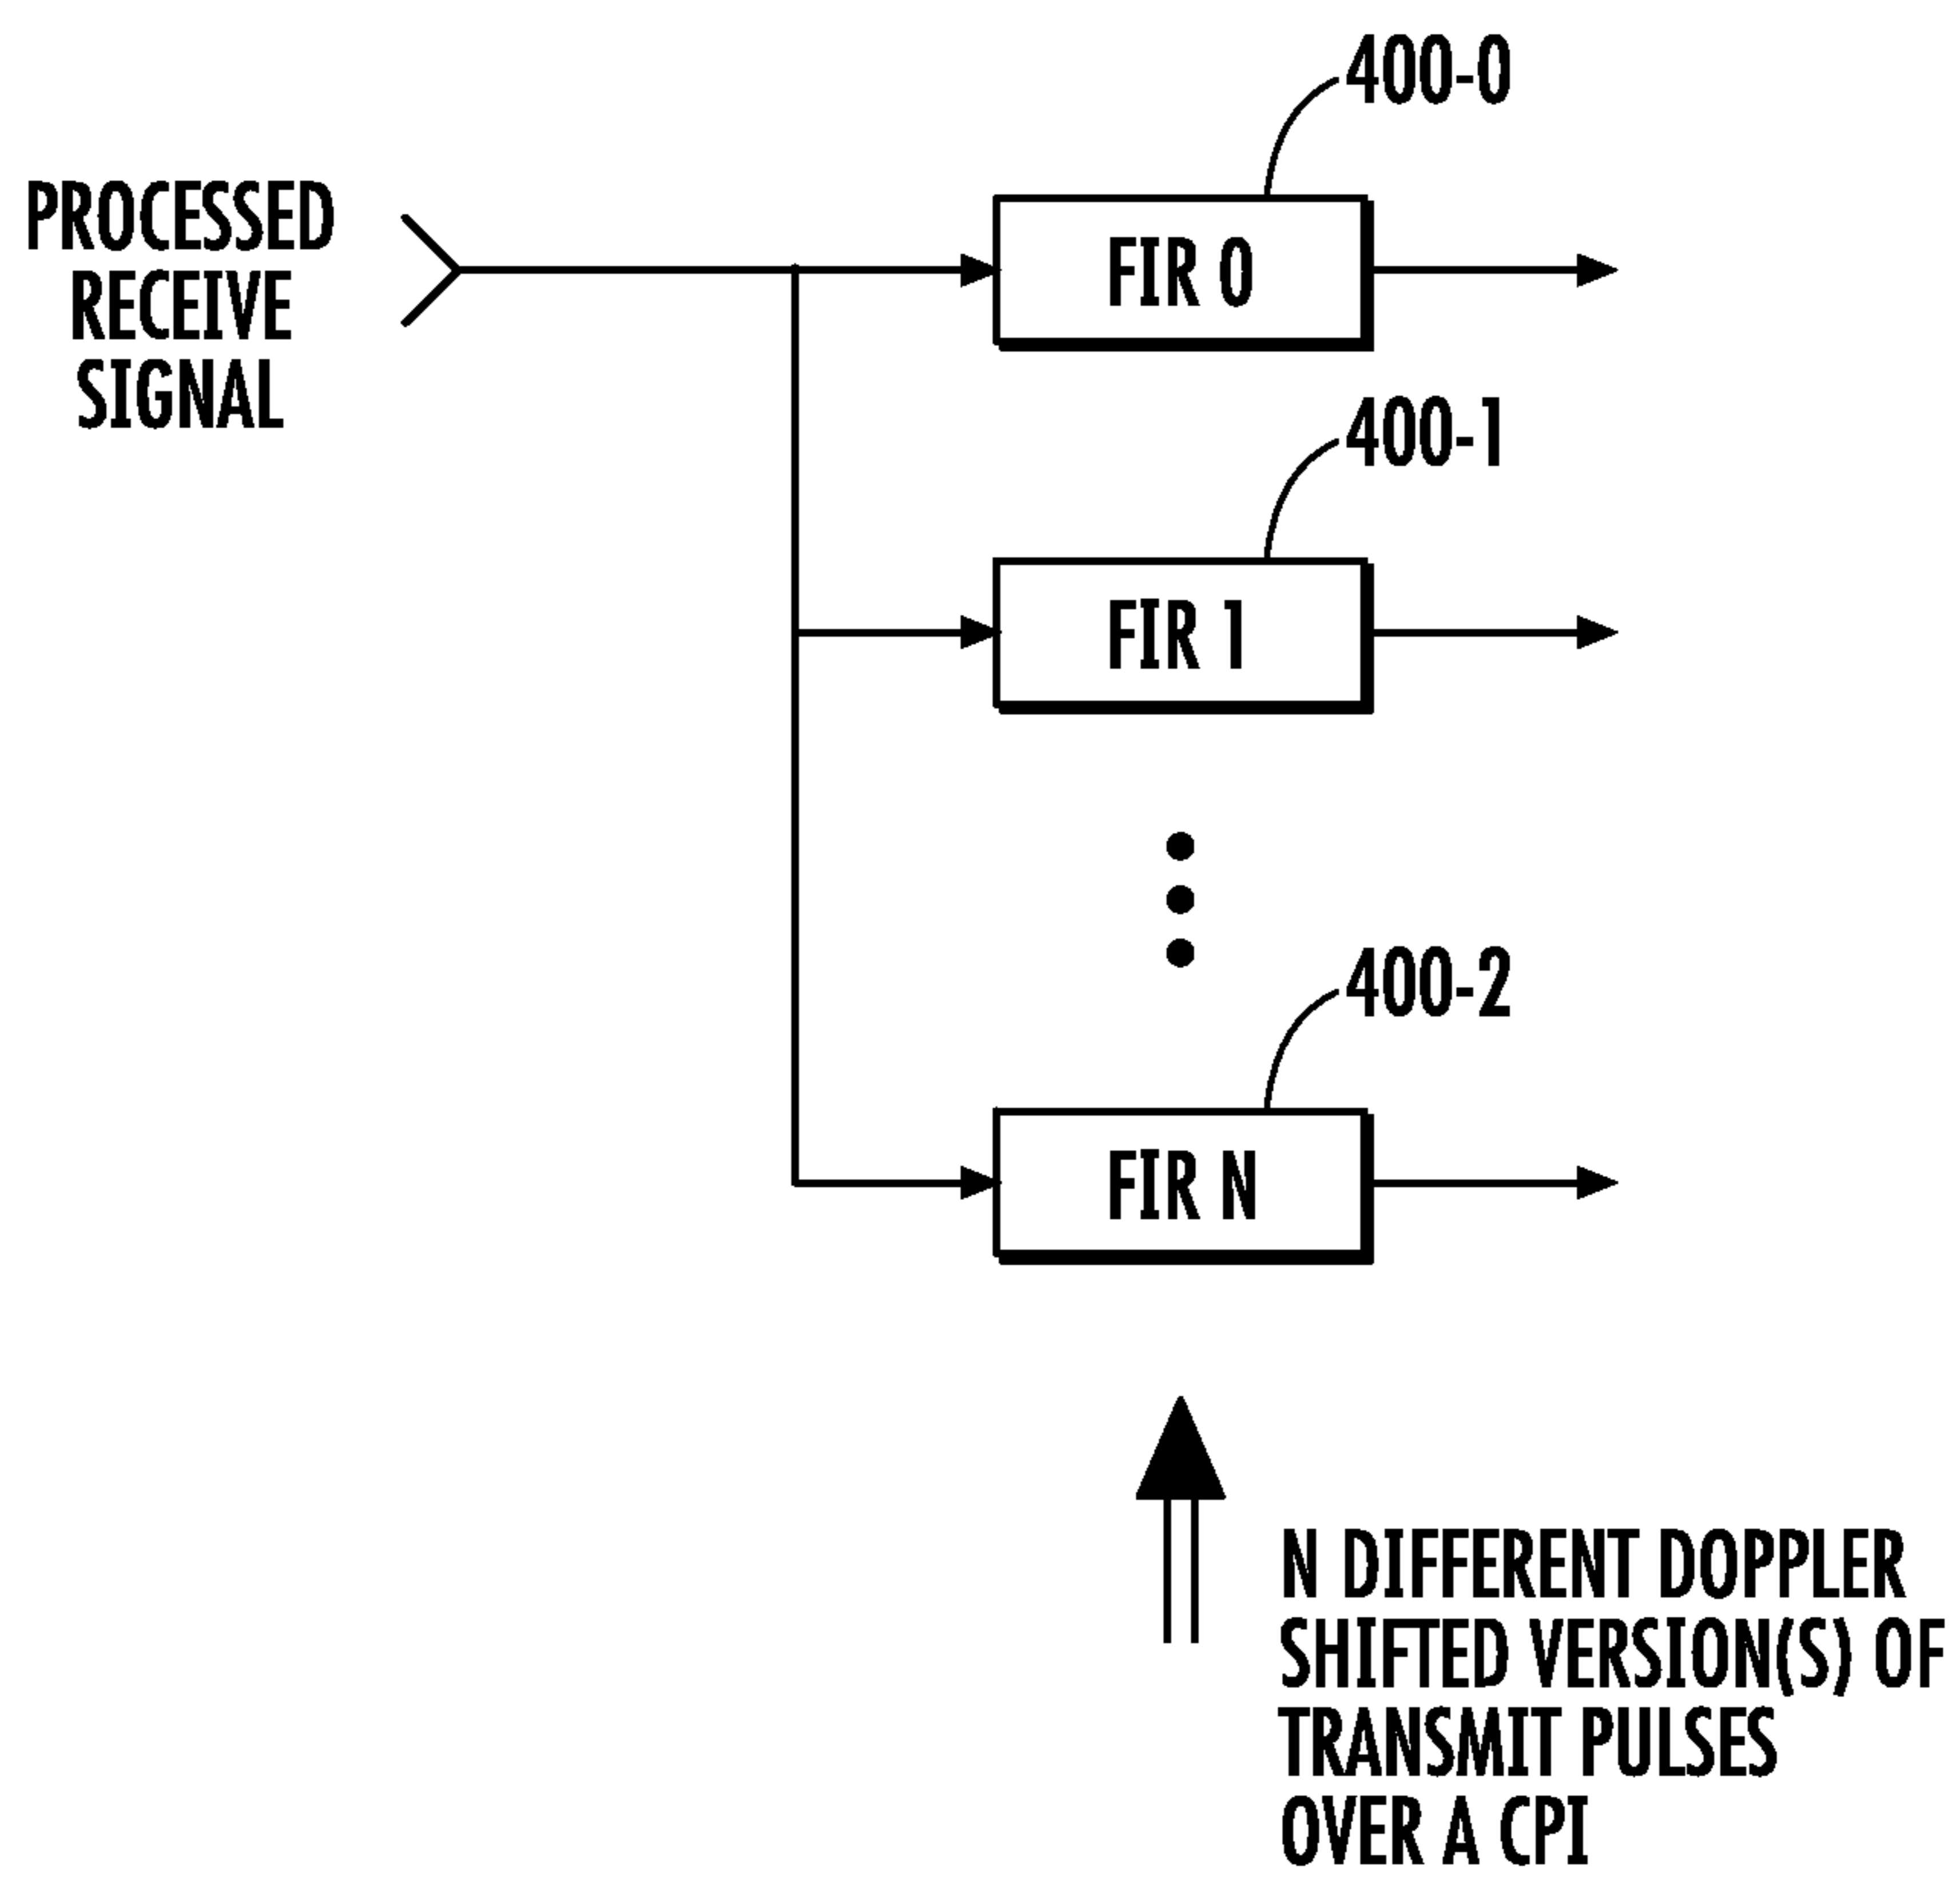 400-0
PROCESSED
RECEIVE
SIGNAL
FIR 0
400-1
FIR 1
400-2
FIR N
N DIFFERENT DOPPLER
SHIFTED VERSION(S) OF
TRANSMIT PULSES
OVER A CPI